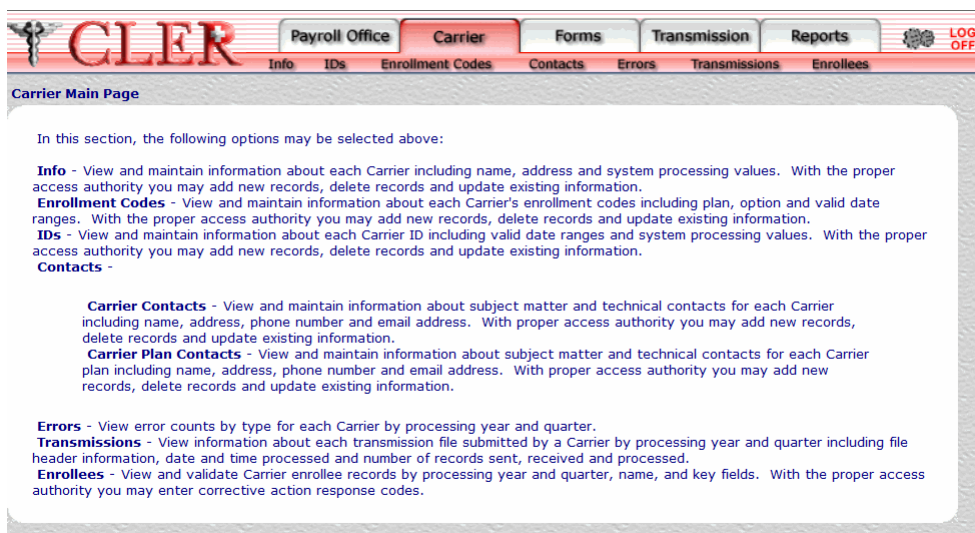 CLER
Payroll Office Carrier Forms Transmission Reports LOG OFF
Info IDs Enrollment Codes Contacts Errors Transmissions Enrollees
Carrier Main Page
In this section, the following options may be selected above:
Info - View and maintain information about each Carrier including name, address and system processing values. With the proper
access authority you may add new records, delete records and update existing information.
Enrollment Codes - View and maintain information about each Carrier's enrollment codes including plan, option and valid date
ranges. With the proper access authority you may add new records, delete records and update existing information.
IDs - View and maintain information about each Carrier ID including valid date ranges and system processing values. With the proper
access authority you may add new records, delete records and update existing information.
Contacts -
Carrier Contacts - View and maintain information about subject matter and technical contacts for each Carrier
including name, address, phone number and email address. With proper access authority you may add new records,
delete records and update existing information.
Carrier Plan Contacts - View and maintain information about subject matter and technical contacts for each Carrier
plan including name, address, phone number and email address. With proper access authority you may add new
records, delete records and update existing information.
Errors - View error counts by type for each Carrier by processing year and quarter.
Transmissions - View information about each transmission file submitted by a Carrier by processing year and quarter including file
header information, date and time processed and number of records sent, received and processed.
Enrollees - View and validate Carrier enrollee records by processing year and quarter, name, and key fields. With the proper access
authority you may enter corrective action response codes.